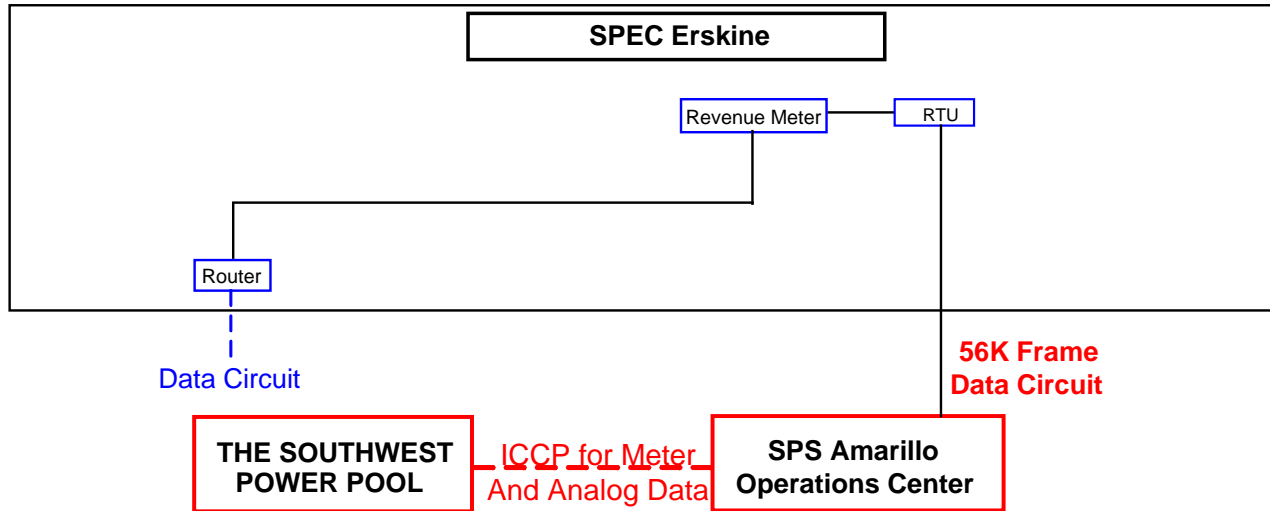 SPEC Erskine
Revenue Meter
RTU
Router
Data Circuit
56K Frame
Data Circuit
THE SOUTHWEST
POWER POOL
ICCP for Meter
And Analog Data
SPS Amarillo
Operations Center